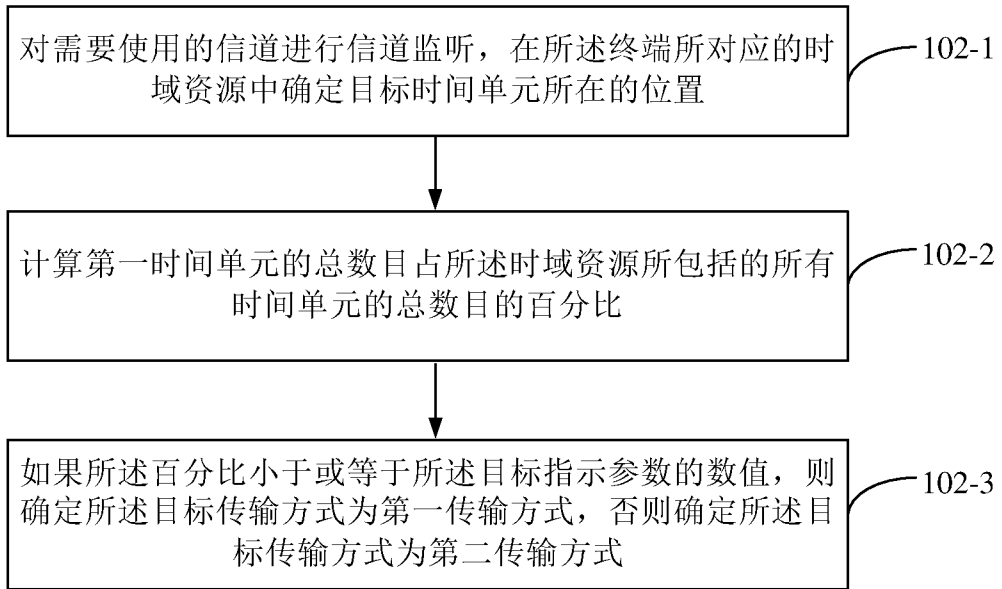 对需要使用的信道进行信道监听，在所述终端所对应的时
域资源中确定目标时间单元所在的位置
102-1
计算第一时间单元的总数目占所述时域资源所包括的所有
时间单元的总数目的百分比
102-2
如果所述百分比小于或等于所述目标指示参数的数值，则
确定所述目标传输方式为第一传输方式，否则确定所述目
标传输方式为第二传输方式
102-3